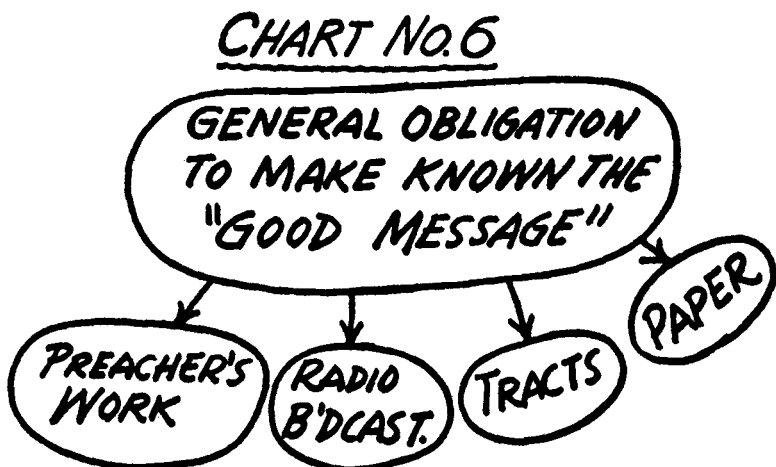 CHART NO. 6
GENERAL OBLIGATION
TO MAKE KNOWN THE
"GOOD MESSAGE"
PAPER
PREACHER'S
WORK
RADIO
B'DCAST.
TRACTS